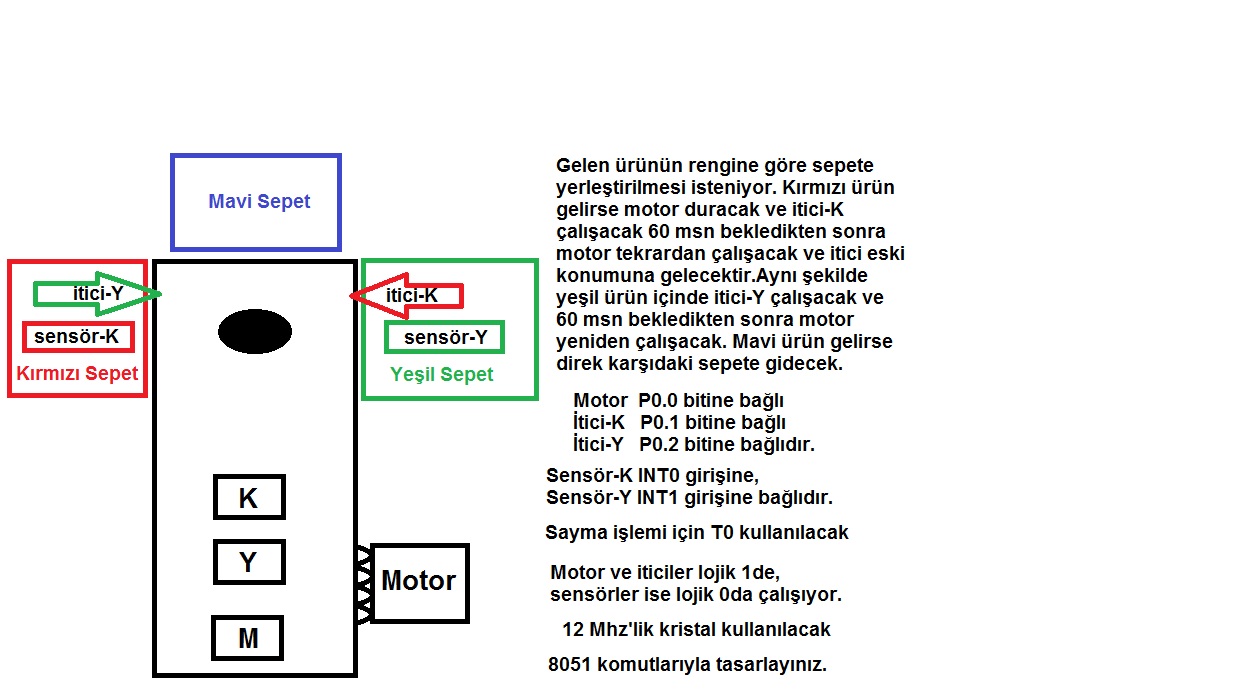 Mavi Sepet
itici-Y
sensör-K
Kırmızı Sepet
itici-K
sensör-Y
Yeşil Sepet
K
Y
M
Motor
Gelen ürünün rengine göre sepete
yerleştirilmesi isteniyor. Kırmızı ürün
gelirse motor duracak ve itici-K
çalışacak 60 msn bekledikten sonra
motor tekrardan çalışacak ve itici eski
konumuna gelecektir.Aynı şekilde
yeşil ürün içinde itici-Y çalışacak ve
60 msn bekledikten sonra motor
yeniden çalışacak. Mavi ürün gelirse
direk karşıdaki sepete gidecek.
Motor P0.0 bitine bağlı
İtici-K P0.1 bitine bağlı
İtici-Y P0.2 bitine bağlıdır.
Sensör-K INT0 girişine,
Sensör-Y INT1 girişine bağlıdır.
Sayma işlemi için T0 kullanılacak
Motor ve iticiler lojik 1de,
sensörler ise lojik 0da çalışıyor.
12 Mhz'lik kristal kullanılacak
8051 komutlarıyla tasarlayınız.